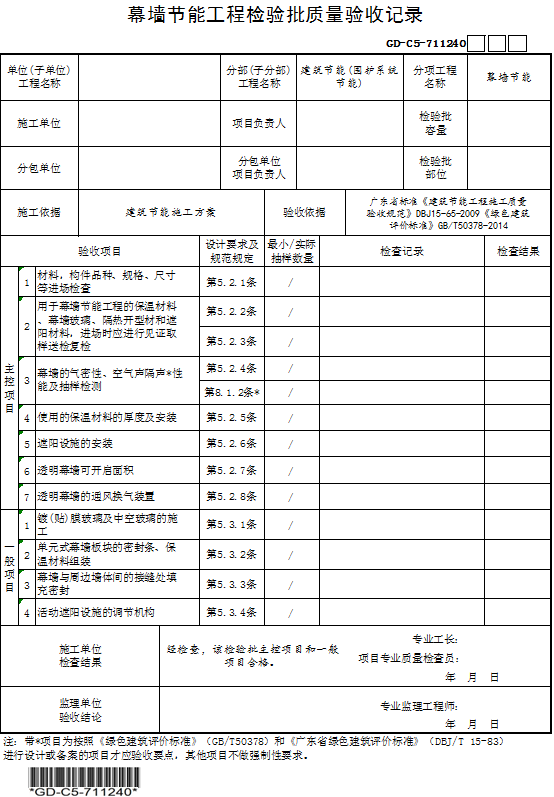 幕墙节能工程检验批质量验收记录
GD-C5-711240
单位(子单位)
工程名称
分部(子分部)
工程名称
建筑节能(围护系统
节能)
分项工程
名称
幕墙节能
施工单位
项目负责人
检验批
容量
分包单位
分包单位
项目负责人
检验批
部位
施工依据
建筑节能施工方案
验收依据
广东省标准《建筑节能工程施工质量
验收规范》DBJ15-65-2009《绿色建筑
评价标准》GB/T50378-2014
验收项目
设计要求及
规范规定
最小/实际
抽样数量
检查记录
检查结果
主控项目
1 材料，构件品种、规格、尺寸
等进场检查
第5.2.1条 /
2 用于幕墙节能工程的保温材料
、幕墙玻璃、隔热开型材和遮
阳材料，进场时应进行见证取
样送检复检
第5.2.2条 /
第5.2.3条 /
3 幕墙的气密性、空气声隔声*性
能及抽样检测
第5.2.4条 /
第8.1.2条* /
4 使用的保温材料的厚度及安装 第5.2.5条 /
5 遮阳设施的安装 第5.2.6条 /
6 透明幕墙可开启面积 第5.2.7条 /
7 透明幕墙的通风换气装置 第5.2.8条 /
一般项目
1 镀(贴)膜玻璃及中空玻璃的施
工
第5.3.1条 /
2 单元式幕墙板块的密封条、保
温材料组装
第5.3.2条 /
3 幕墙与周边墙体间的接缝处填
充密封
第5.3.3条 /
4 活动遮阳设施的调节机构 第5.3.4条 /
施工单位
检查结果
经检查，该检验批主控项目和一般
项目合格。
专业工长：
项目专业质量检查员：
年 月 日
监理单位
验收结论
专业监理工程师：
年 月 日
注：带*项目为按照《绿色建筑评价标准》（GB/T50378）和《广东省绿色建筑评价标准》（DBJ/T 15-83）
进行设计或备案的项目才应验收要点，其他项目不做强制性要求。
*GD-C5-711240*